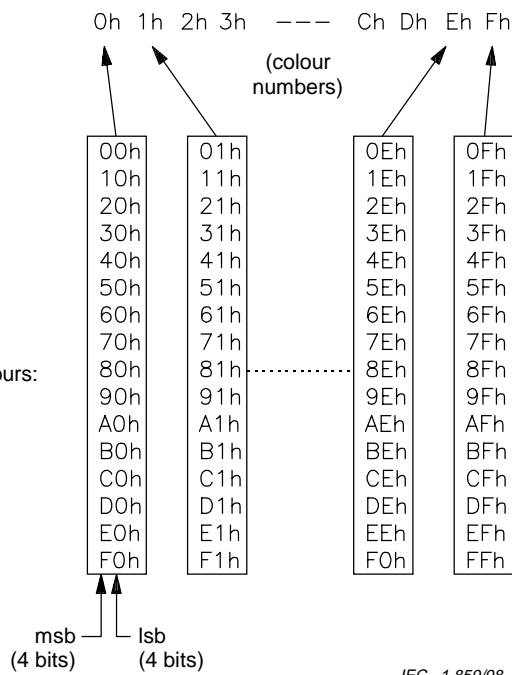 0h 1h 2h 3h --- Ch Dh Eh Fh
(colour
numbers)
00h 01h 0Eh 0Fh
10h 11h 1Eh 1Fh
20h 21h 2Eh 2Fh
30h 31h 3Eh 3Fh
40h 41h 4Eh 4Fh
50h 51h 5Eh 5Fh
60h 61h 6Eh 6Fh
70h 71h 7Eh 7Fh
ours: 80h 81h 8Eh 8Fh
90h 91h 9Eh 9Fh
A0h A1h AEh AFh
B0h B1h BEh BFh
C0h C1h CEh CFh
D0h D1h DEh DFh
E0h E1h EEh EFh
F0h F1h F0h FFh
msb lsb
(4 bits) (4 bits)
IEC 1 859/98